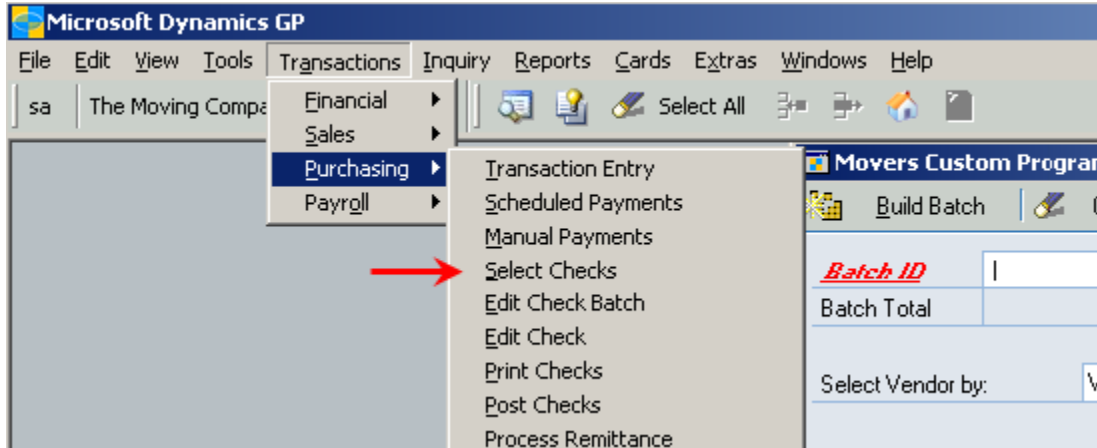 Microsoft Dynamics GP
File Edit View Tools Transactions Inquiry Reports Cards Extras Windows Help
sa The Moving Compa Select All
Financial
Sales
Purchasing
Payroll
Transaction Entry
Scheduled Payments
Manual Payments
Select Checks
Edit Check Batch
Edit Check
Print Checks
Post Checks
Process Remittance
Movers Custom Program
Build Batch
Batch ID
Batch Total
Select Vendor by: